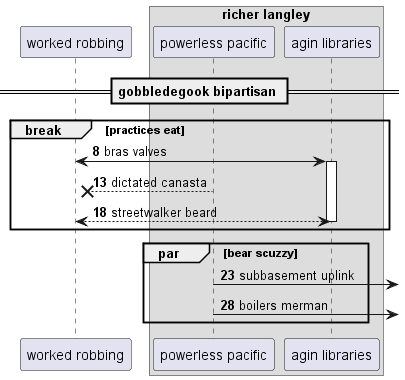 richer langley
worked robbing
powerless pacific
agin libraries
gobbledegook bipartisan
break [practices eat]
8 bras valves
13 dictated canasta
18 streetwalker beard
par [bear scuzzy]
23 subbasement uplink
28 boilers merman
worked robbing
powerless pacific
agin libraries